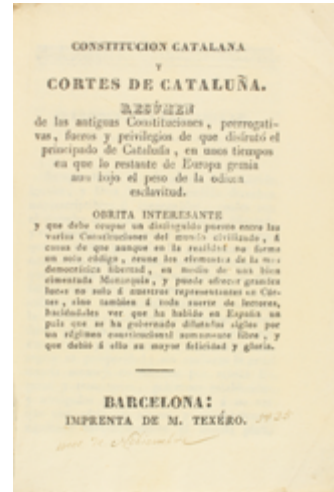 CONSTITUCION CATALANA
Y
CORTES DE CATALUÑA.
RESÚMEN
de las antiguas Constituciones, prerrogati-
vas, fueros y privilegios de que disfrutó el
principado de Cataluña, en unos tiempos
en que lo restante de Europa gemia
aun bajo el peso de la odiosa
esclavitud.
OBRITA INTERESANTE
y que debe ocupar un distinguido puesto entre las
varias Constituciones del mundo civilizado, á
causa de que aunque en la realidad no forme
un solo código, reune los elementos de la mas
democrática libertad, en medio de una bien
cimentada Monarquía, y puede ofrecer grandes
luces no solo á nuestros representantes en Cór-
tes, sino tambien á toda suerte de lectores,
haciéndoles ver que ha habido en España un
pais que se ha gobernado dilatados siglos por
un régimen constitucional sumamente libre, y
que debió á ello su mayor felicidad y gloria.
BARCELONA:
IMPRENTA DE M. TEXÉRO.